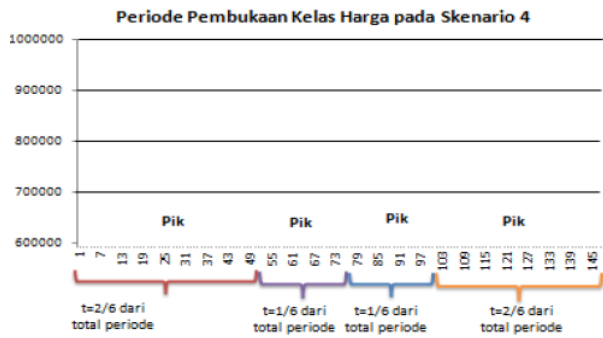 Periode Pembukaan Kelas Harga pada Skenario 4
1000000
900000
800000
700000
600000
Pik Pik Pik Pik
1 7 13 19 25 31 37 43 49 55 61 67 73 79 85 91 97 103 109 115 121 127 133 139 145
t=2/6 dari
total periode
t=1/6 dari
total periode
t=1/6 dari
total periode
t=2/6 dari
total periode